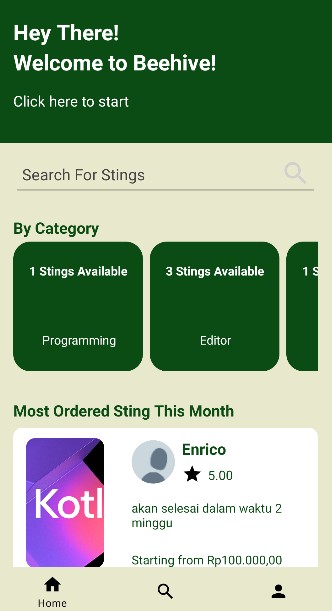 Hey There!
Welcome to Beehive!
Click here to start
Search For Stings
By Category
1 Stings Available
Programming
3 Stings Available
Editor
1 S
Most Ordered Sting This Month
Kotl
Enrico
5.00
akan selesai dalam waktu 2
minggu
Starting from Rp100.000,00
Home